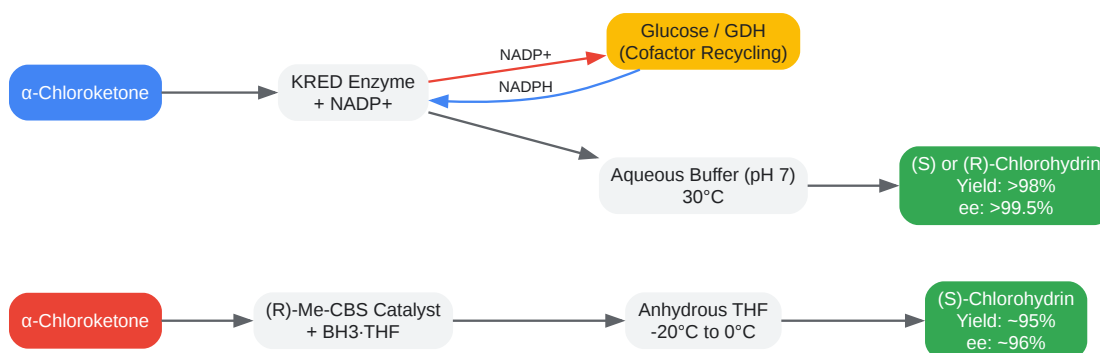 Glucose / GDH
(Cofactor Recycling)
NADP+
NADPH
α-Chloroketone
KRED Enzyme
+ NADP+
Aqueous Buffer (pH 7)
30°C
(S) or (R)-Chlorohydrin
Yield: >98%
ee: >99.5%
α-Chloroketone
(R)-Me-CBS Catalyst
+ BH3·THF
Anhydrous THF
-20°C to 0°C
(S)-Chlorohydrin
Yield: ~95%
ee: ~96%